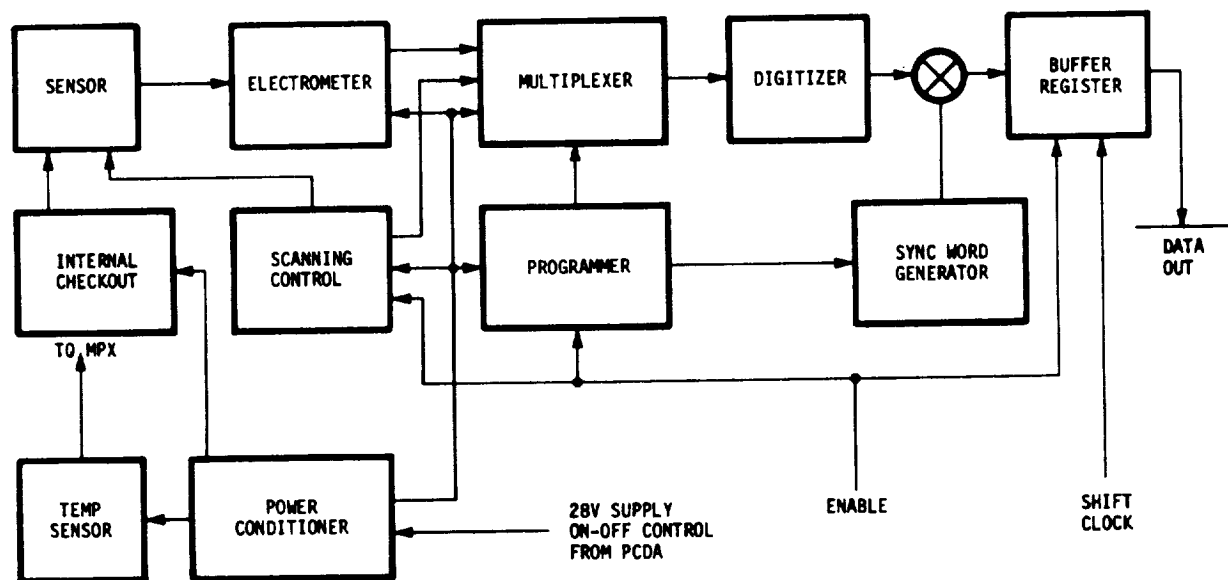 SENSOR
ELECTROMETER
MULTIPLEXER
DIGITIZER
BUFFER
REGISTER
INTERNAL
CHECKOUT
SCANNING
CONTROL
PROGRAMMER
SYNC WORD
GENERATOR
DATA
OUT
TO MPX
TEMP
SENSOR
POWER
CONDITIONER
28V SUPPLY
ON-OFF CONTROL
FROM PCDA
ENABLE
SHIFT
CLOCK